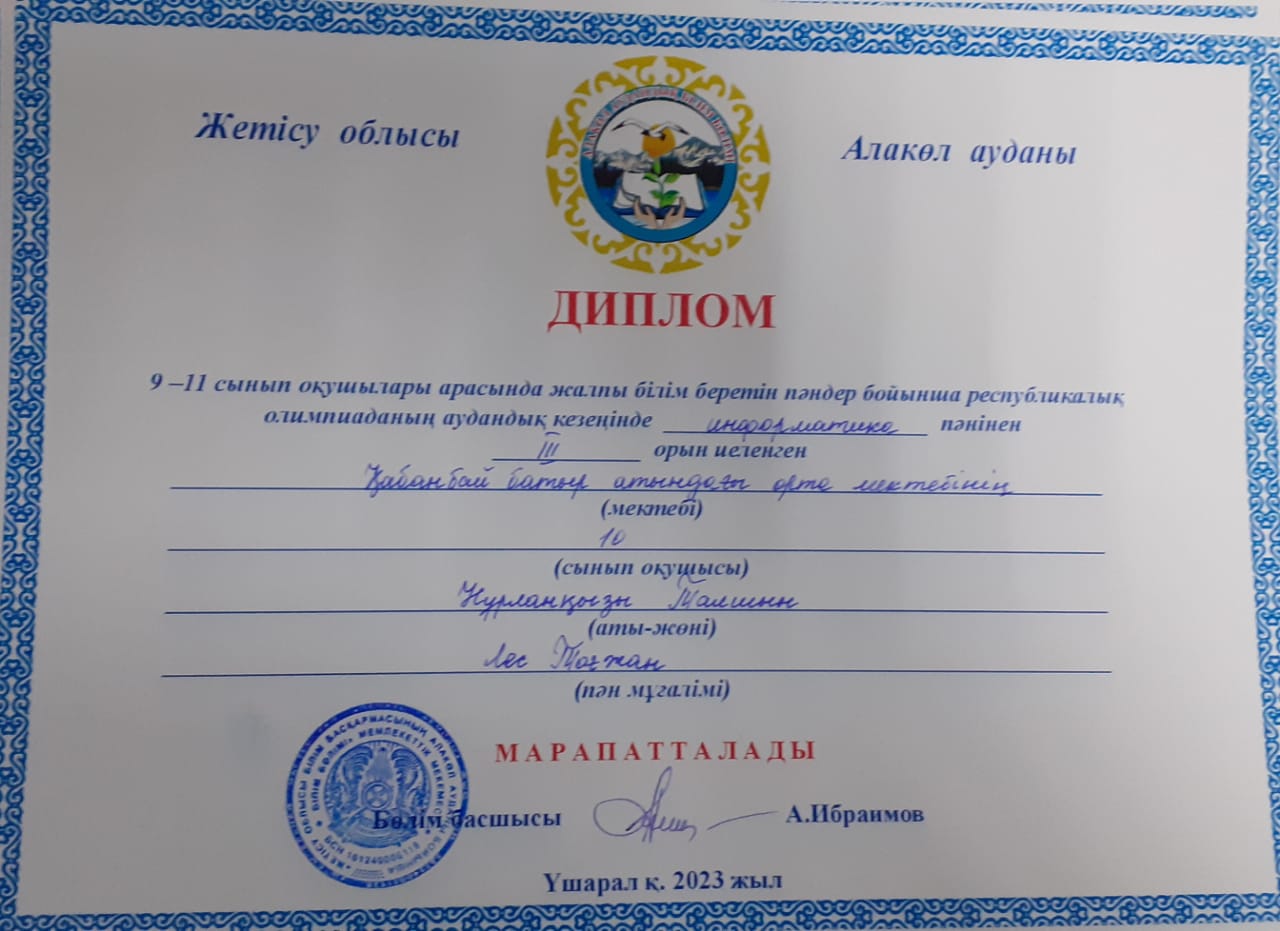 Жетісу облысы
Алакөл ауданы
ДИПЛОМ
9 –11 сынып оқушылары арасында жалпы білім беретін пәндер бойынша республикалық
олимпиаданың аудандық кезеңінде информатика пәнінен
III орын иеленген
Қабанбай батыр атындағы орта мектебінің
(мектебі)
10
(сынып оқушысы)
Нұрланқызы Талшын
(аты-жөні)
Тоғжан
(пән мұғалімі)
МАРАПАТТАЛАДЫ
Бөлім басшысы А.Ибраимов
Үшарал қ. 2023 жыл